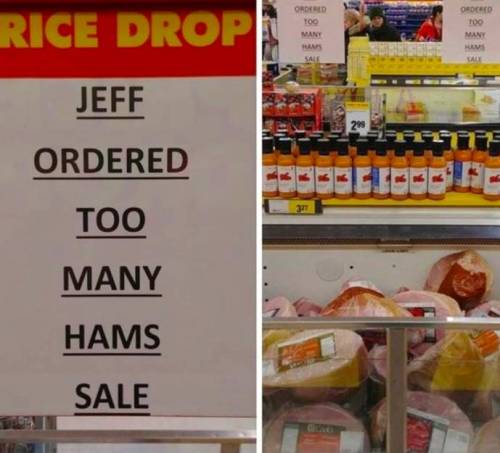 RICE DROP
JEFF
ORDERED
TOO
MANY
HAMS
SALE
ORDERED
TOO
MANY
HAMS
SALE
ORDERED
TOO
MANY
HAMS
SALE
2.99
3.27